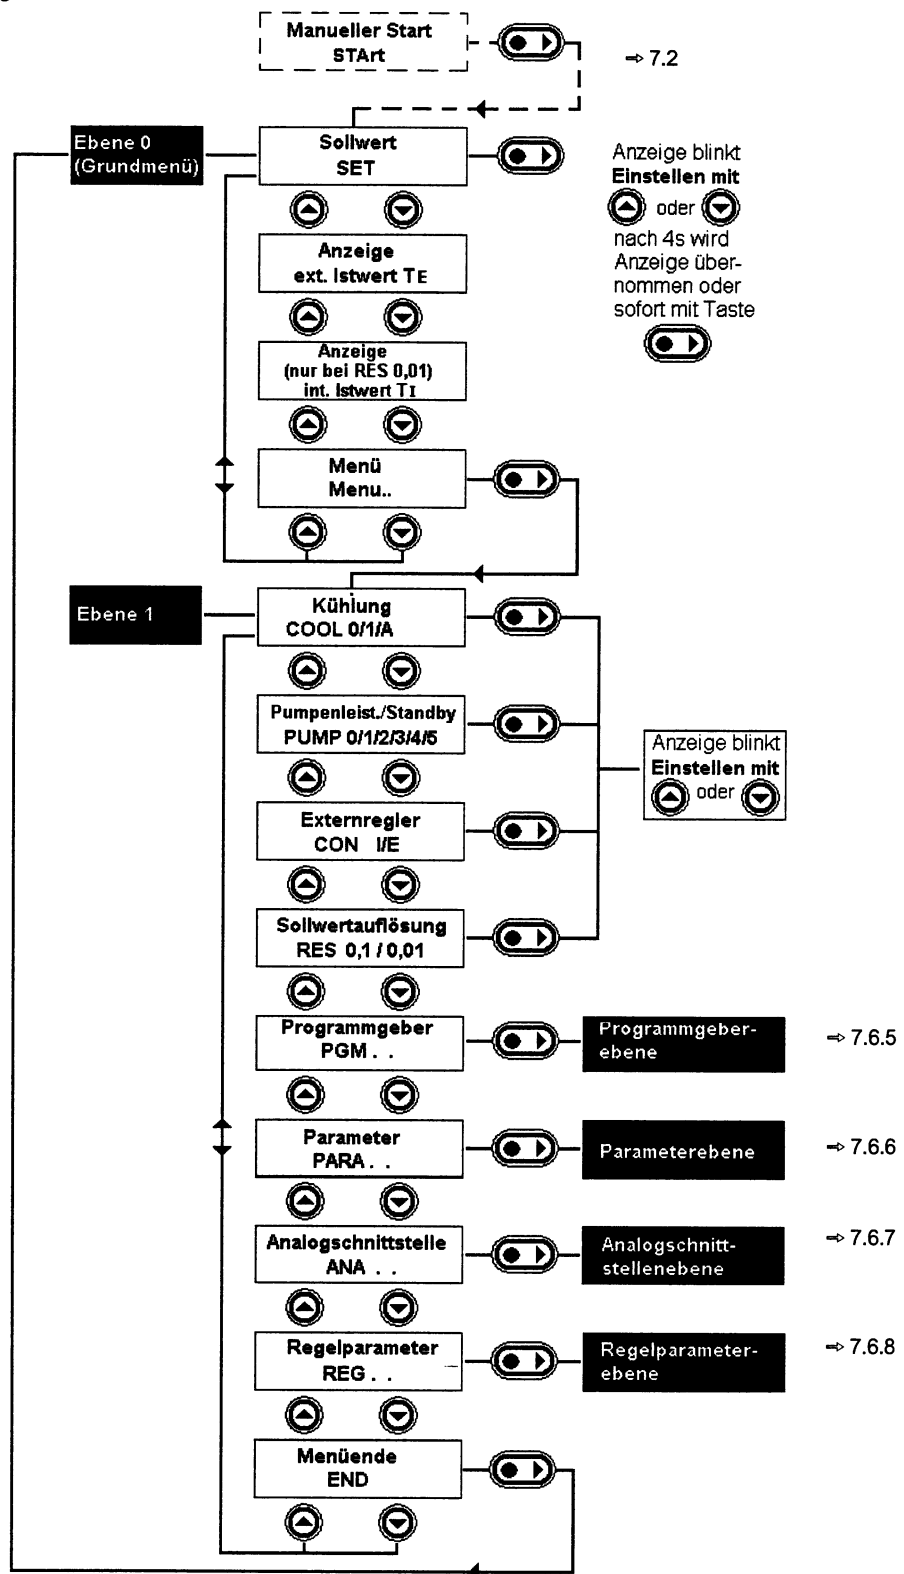 Manueller Start
STArt
⇨ 7.2
Ebene 0
(Grundmenü)
Sollwert
SET
Anzeige blinkt
Einstellen mit
oder
nach 4s wird
Anzeige über-
nommen oder
sofort mit Taste
Anzeige
ext. Istwert TE
Anzeige
(nur bei RES 0,01)
int. Istwert TI
Menü
Menu..
Ebene 1
Kühlung
COOL 0/1/A
Pumpenleist./Standby
PUMP 0/1/2/3/4/5
Anzeige blinkt
Einstellen mit
oder
Externregler
CON I/E
Sollwertauflösung
RES 0,1 / 0,01
Programmgeber
PGM . .
Programmgeber-
ebene
⇨ 7.6.5
Parameter
PARA . .
Parameterebene
⇨ 7.6.6
Analogschnittstelle
ANA . .
Analogschnitt-
stellenebene
⇨ 7.6.7
Regelparameter
REG . .
Regelparameter-
ebene
⇨ 7.6.8
Menüende
END